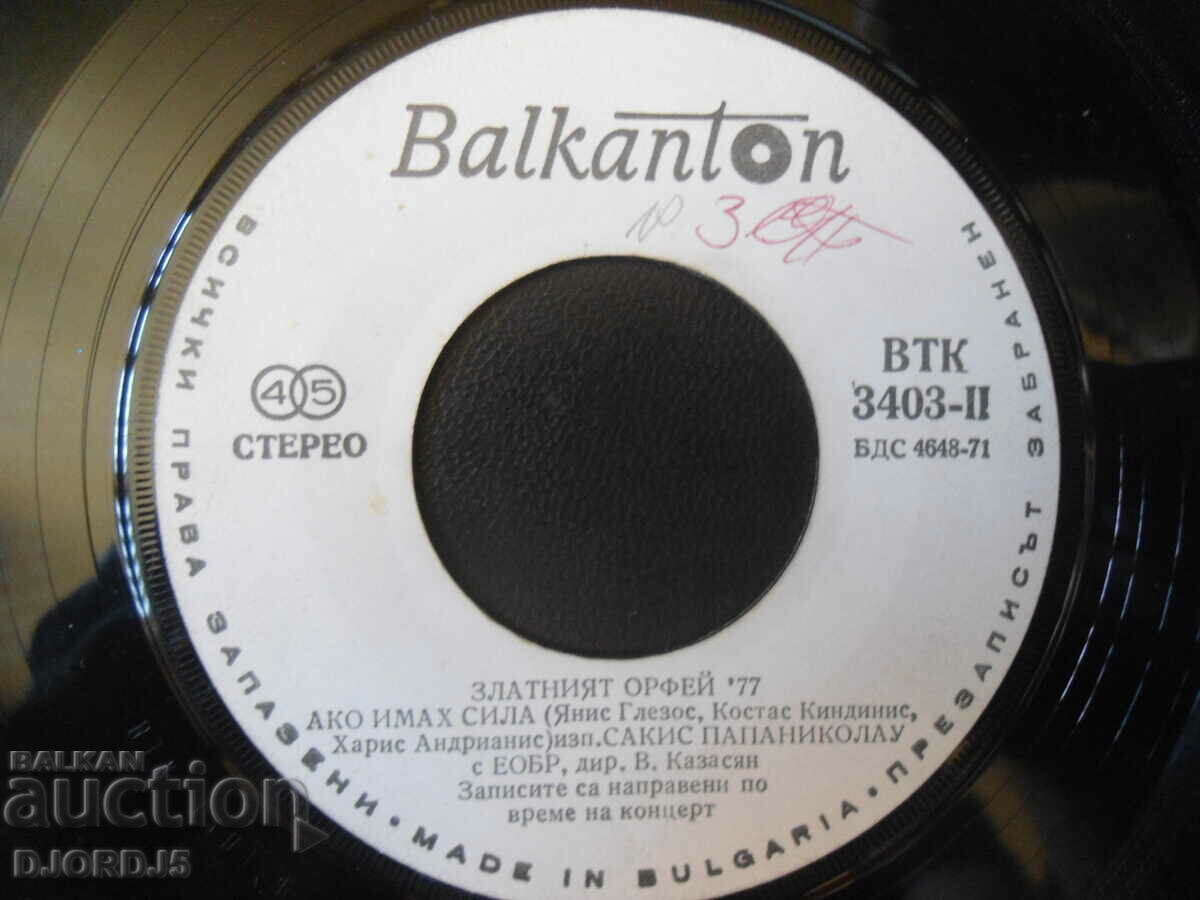 Balkanton
№ 3
45
СТЕРЕО
ВТК
3403-II
БДС 4648-71
ЗЛАТНИЯТ ОРФЕЙ '77
АКО ИМАХ СИЛА (Янис Глезос, Костас Киндинис,
Харис Андрианис)изп.САКИС ПАПАНИКОЛАУ
с ЕОБР, дир. В. Казасян
Записите са направени по
време на концерт
ВСИЧКИ ПРАВА ЗАПАЗЕНИ • MADE IN BULGARIA • ПРЕЗАПИСЪТ ЗАБРАНЕН
BALKAN
auction
DJORDJ5